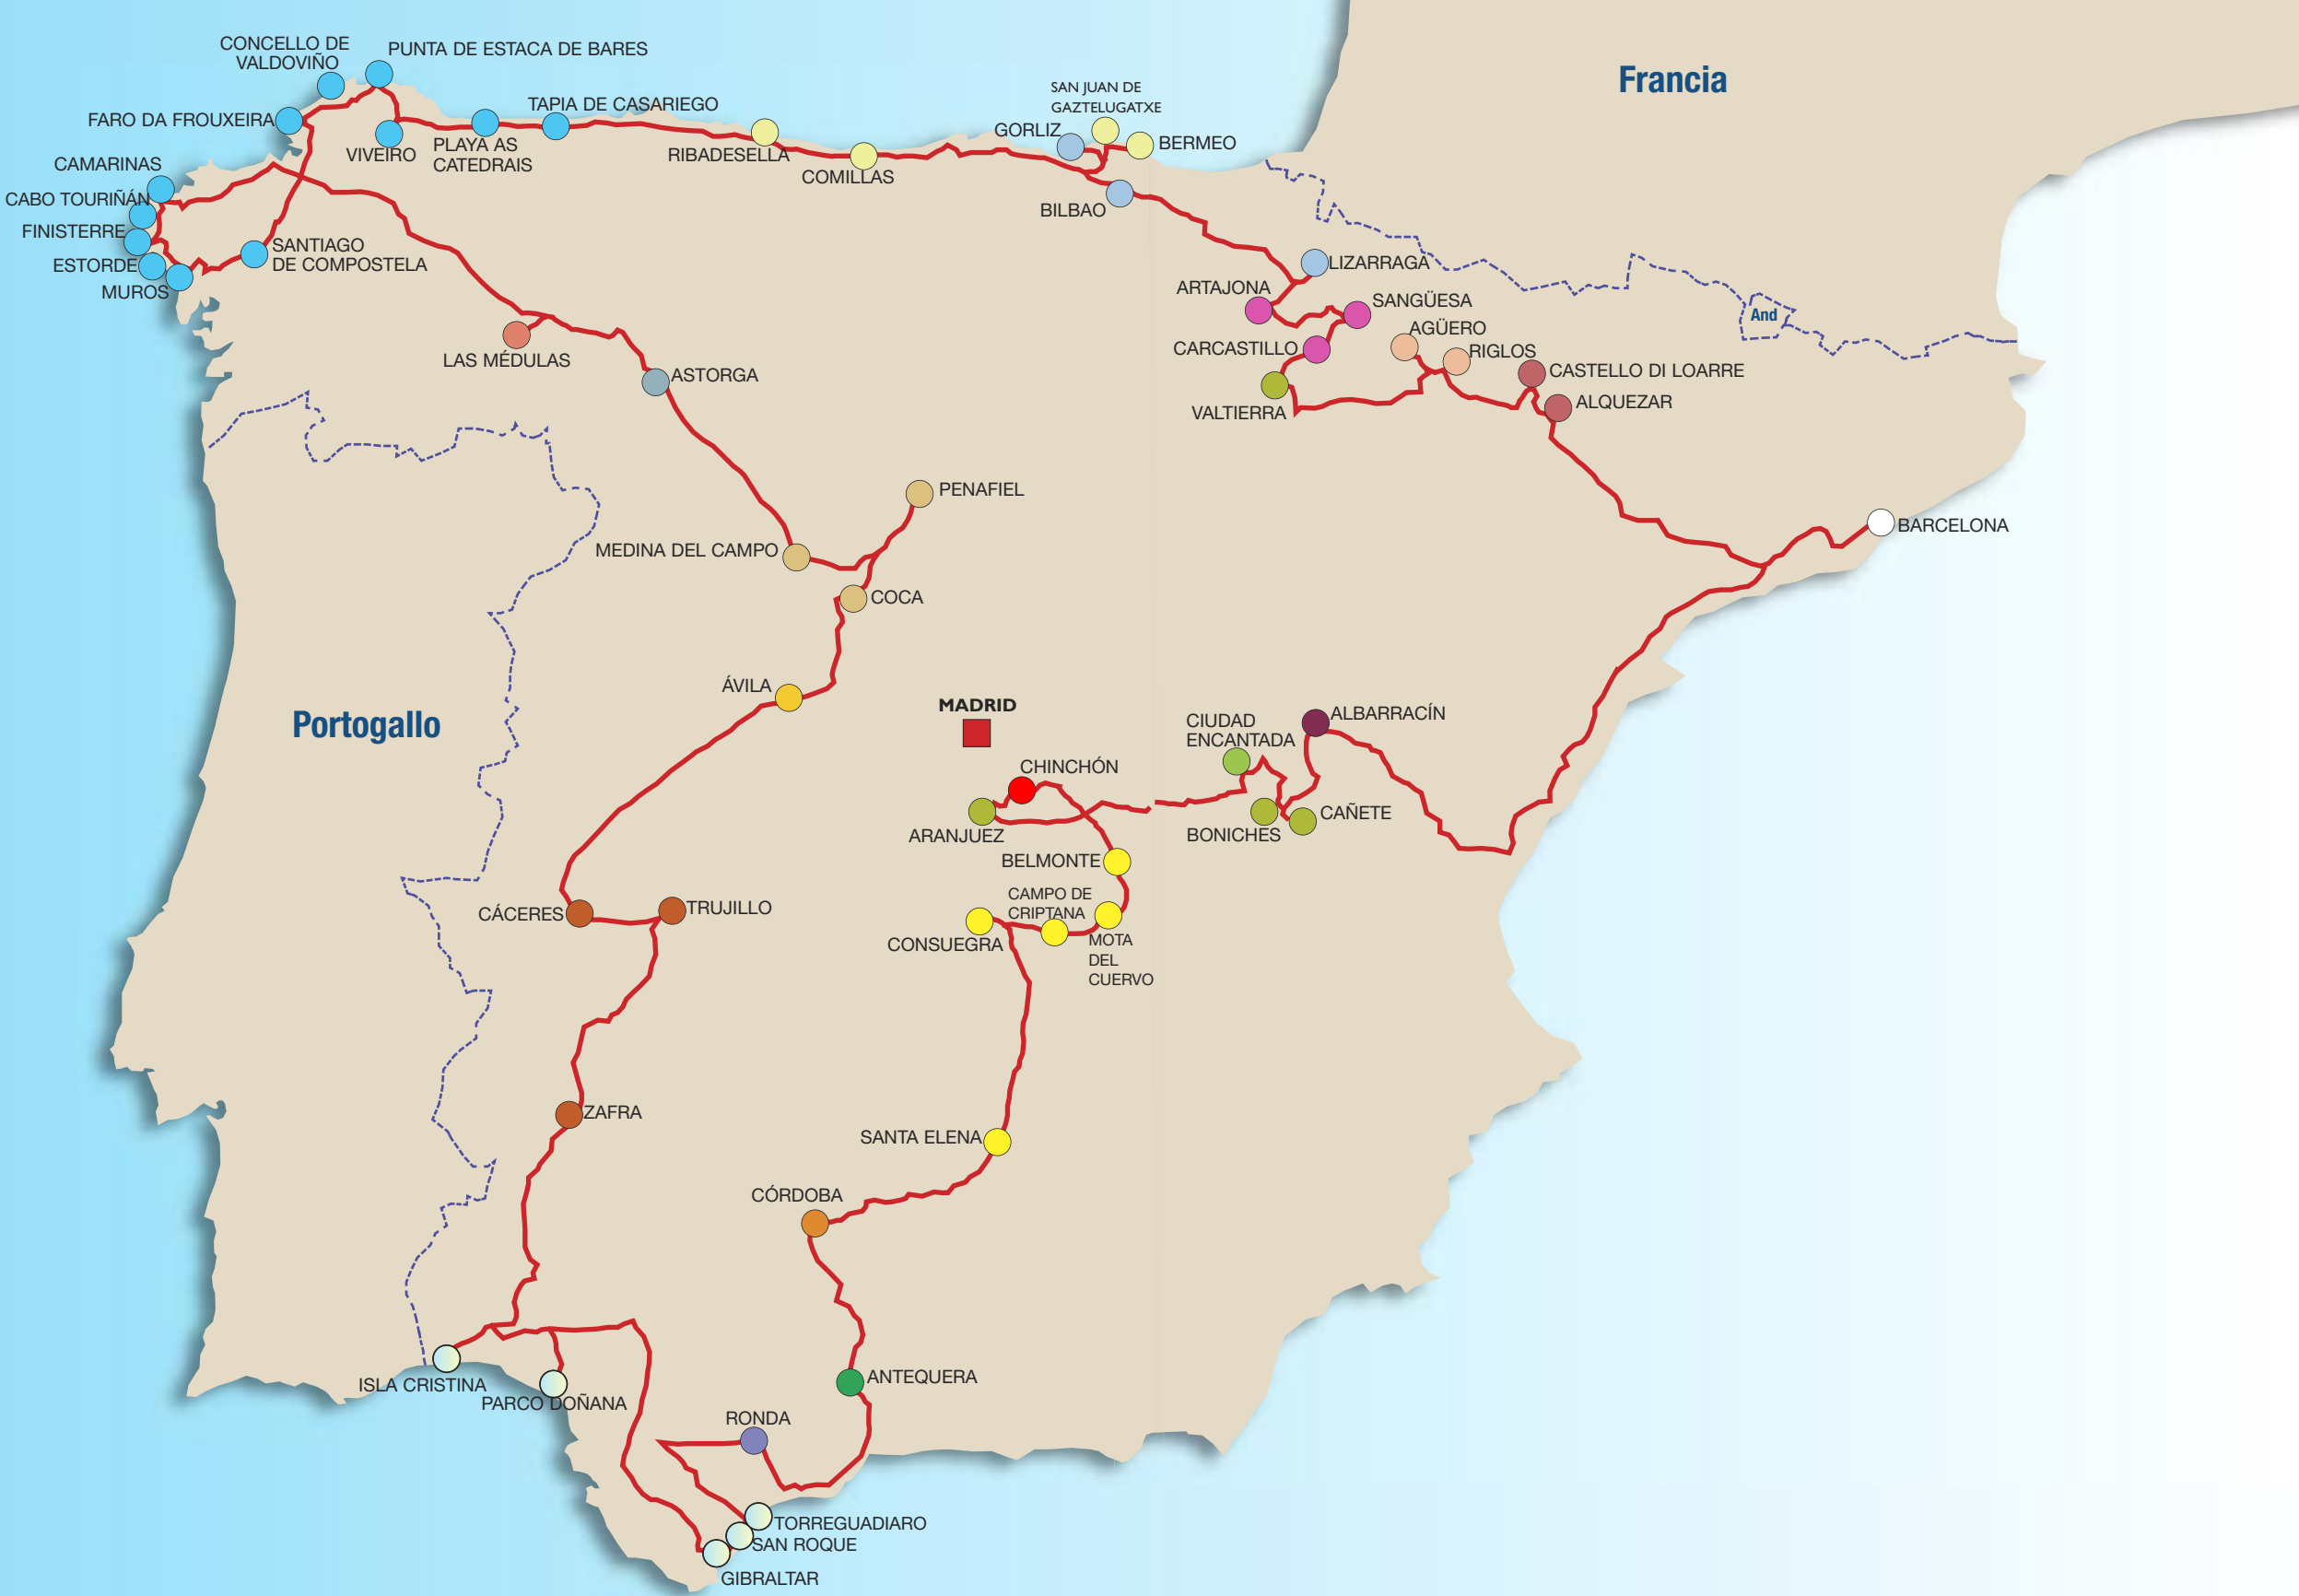 CONCELLO DE
VALDOVIÑO
PUNTA DE ESTACA DE BARES
Francia
SAN JUAN DE
GAZTELUGATXE
FARO DA FROUXEIRA
TAPIA DE CASARIEGO
GORLIZ
BERMEO
VIVEIRO
PLAYA AS
CATEDRAIS
RIBADESELLA
COMILLAS
CAMARINAS
CABO TOURIÑÁN
FINISTERRE
ESTORDE
MUROS
SANTIAGO
DE COMPOSTELA
BILBAO
LIZARRAGA
ARTAJONA
SANGÜESA
And
AGÜERO
CARCASTILLO
RIGLOS
LAS MÉDULAS
CASTELLO DI LOARRE
ASTORGA
ALQUEZAR
VALTIERRA
PENAFIEL
BARCELONA
MEDINA DEL CAMPO
COCA
ÁVILA
MADRID
Portogallo
ALBARRACÍN
CIUDAD
ENCANTADA
CHINCHÓN
CAÑETE
ARANJUEZ
BONICHES
BELMONTE
CAMPO DE
CRIPTANA
CÁCERES
TRUJILLO
CONSUEGRA
MOTA
DEL
CUERVO
ZAFRA
SANTA ELENA
CÓRDOBA
ANTEQUERA
ISLA CRISTINA
PARCO DOÑANA
RONDA
TORREGUADIARO
SAN ROQUE
GIBRALTAR